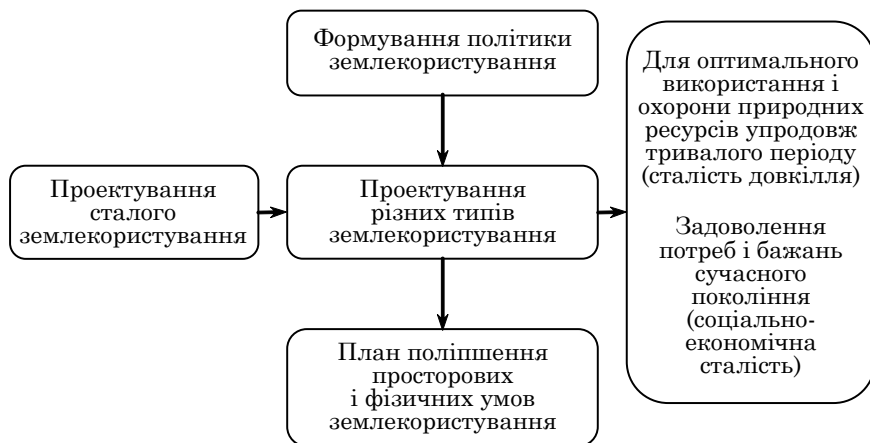 Формування політики
землекористування
Проектування
сталого
землекористування
Проектування
різних типів
землекористування
План поліпшення
просторових
і фізичних умов
землекористування
Для оптимального
використання і
охорони природних
ресурсів упродовж
тривалого періоду
(сталість довкілля)
Задоволення
потреб і бажань
сучасного
покоління
(соціально-
економічна
сталість)